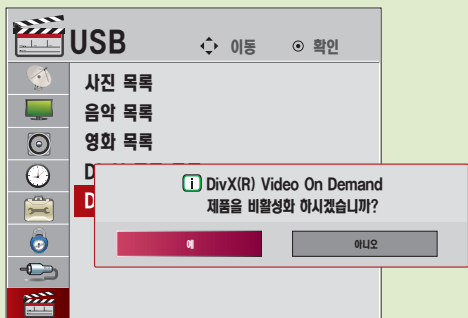 USB 이동 확인
사진 목록
음악 목록
영화 목록
DivX(R) Video On Demand
제품을 비활성화 하시겠습니까?
예 아니오